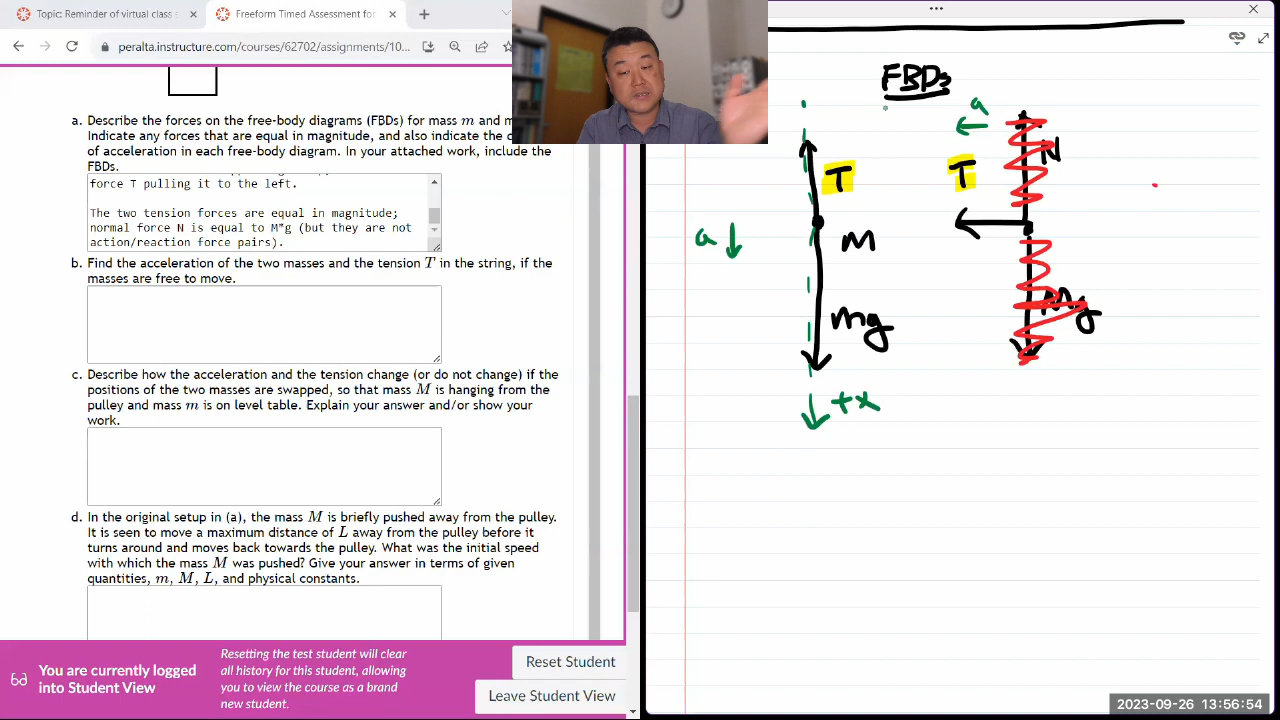 Topic: Reminder of virtual class
Freeform Timed Assessment for
peralta.instructure.com/courses/62702/assignments/10...
a. Describe the forces on the free-body diagrams (FBDs) for mass m and m
Indicate any forces that are equal in magnitude, and also indicate the
of acceleration in each free-body diagram. In your attached work, include the
FBDs.
force T pulling it to the left.
The two tension forces are equal in magnitude;
normal force N is equal to M*g (but they are not
action/reaction force pairs).
b. Find the acceleration of the two masses and the tension T in the string, if the
masses are free to move.
c. Describe how the acceleration and the tension change (or do not change) if the
positions of the two masses are swapped, so that mass M is hanging from the
pulley and mass m is on level table. Explain your answer and/or show your
work.
d. In the original setup in (a), the mass M is briefly pushed away from the pulley.
It is seen to move a maximum distance of L away from the pulley before it
turns around and moves back towards the pulley. What was the initial speed
with which the mass M was pushed? Give your answer in terms of given
quantities, m, M, L, and physical constants.
You are currently logged
into Student View
Resetting the test student will clear
all history for this student, allowing
you to view the course as a brand
new student.
Reset Student
Leave Student View
FBDs
a
T
T
N
a
m
mg
Mg
+x
2023-09-26 13:56:54